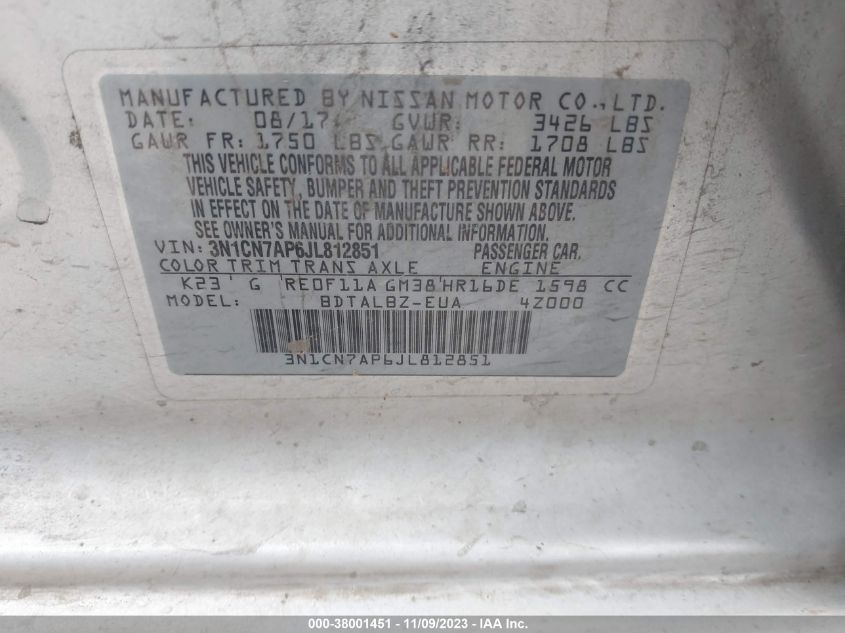 MANUFACTURED BY NISSAN MOTOR CO., LTD.
DATE: 08/17 GVWR: 3426 LBS
GAWR FR: 1750 LBS GAWR RR: 1708 LBS
THIS VEHICLE CONFORMS TO ALL APPLICABLE FEDERAL MOTOR
VEHICLE SAFETY, BUMPER AND THEFT PREVENTION STANDARDS
IN EFFECT ON THE DATE OF MANUFACTURE SHOWN ABOVE.
SEE OWNER'S MANUAL FOR ADDITIONAL INFORMATION.
VIN: 3N1CN7AP6JL812851 PASSENGER CAR.
COLOR TRIM TRANS AXLE ENGINE
K23 G RE0F11A GM38 HR16DE 1598 CC
MODEL: BDTALBZ-EUA 4Z000
3N1CN7AP6JL812851
000-38001451 - 11/09/2023 - IAA Inc.